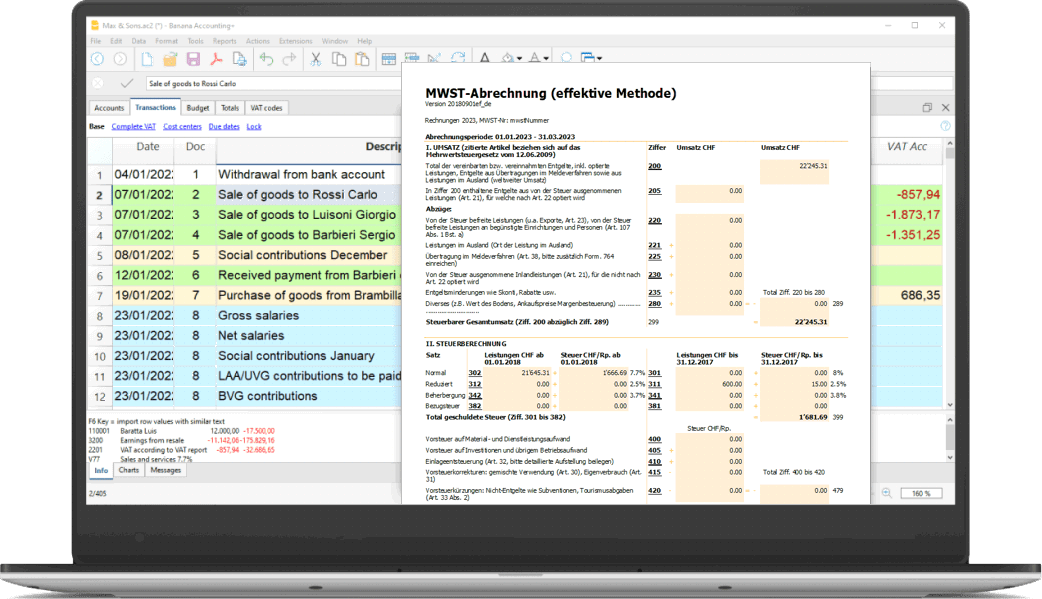 Max & Sons.ac2 (*) - Banana Accounting+
File Edit Data Format Tools Reports Actions Extensions Window Help
Sale of goods to Rossi Carlo
Accounts Transactions Budget Totals VAT codes
Base Complete VAT Cost centers Due dates Lock
Date Doc Descrip VAT Acc
1 04/01/2022 1 Withdrawal from bank account
2 07/01/2022 2 Sale of goods to Rossi Carlo -857,94
3 07/01/2022 3 Sale of goods to Luisoni Giorgio -1.873,17
4 07/01/2022 4 Sale of goods to Barbieri Sergio -1.351,25
5 08/01/2022 5 Social contributions December
6 12/01/2022 6 Received payment from Barbieri
7 19/01/2022 7 Purchase of goods from Brambilla 686,35
8 23/01/2022 8 Gross salaries
9 23/01/2022 8 Net salaries
10 23/01/2022 8 Social contributions January
11 23/01/2022 8 LAA/UVG contributions to be paid
12 23/01/2022 8 BVG contributions
F6 Key = import row values with similar text
110001 Baratta Luis 12.000,00 -17,500.00
3200 Earnings from resale -11.142,06 -175.829,16
2201 VAT according to VAT report -857,94 -32.686,65
V77 Sales and services 7.7%
Info Charts Messages
2/405
160 %
MWST-Abrechnung (effektive Methode)
Version 20180901ef_de
Rechnungen 2023, MWST-Nr: mwstNummer
Abrechnungsperiode: 01.01.2023 - 31.03.2023
I. UMSATZ (zitierte Artikel beziehen sich auf das Ziffer Umsatz CHF Umsatz CHF
Mehrwertsteuergesetz vom 12.06.2009)
Total der vereinbarten bzw. vereinnahmten Entgelte, inkl. optierte 200 22'245.31
Leistungen, Entgelte aus Übertragungen im Meldeverfahren sowie aus
Leistungen im Ausland (weltweiter Umsatz)
In Ziffer 200 enthaltene Entgelte aus von der Steuer ausgenommenen 205 0.00
Leistungen (Art. 21), für welche nach Art. 22 optiert wird
Abzüge:
Von der Steuer befreite Leistungen (u.a. Exporte, Art. 23), von der Steuer 220 0.00
befreite Leistungen an begünstigte Einrichtungen und Personen (Art. 107
Abs. 1 Bst. a)
Leistungen im Ausland (Ort der Leistung im Ausland) 221 + 0.00
Übertragung im Meldeverfahren (Art. 38, bitte zusätzlich Form. 764 225 + 0.00
einreichen)
Von der Steuer ausgenommene Inlandleistungen (Art. 21), für die nicht nach 230 + 0.00
Art. 22 optiert wird
Entgeltsminderungen wie Skonti, Rabatte usw. 235 + 0.00 Total Ziff. 220 bis 280
Diverses (z.B. Wert des Bodens, Ankaufspreise Margenbesteuerung) ............ 280 + 0.00 = - 0.00 289
............................
Steuerbarer Gesamtumsatz (Ziff. 200 abzüglich Ziff. 289) 299 = 22'245.31
II. STEUERBERECHNUNG
Satz Leistungen CHF ab Steuer CHF/Rp. ab Leistungen CHF bis Steuer CHF/Rp. bis
01.01.2018 01.01.2018 31.12.2017 31.12.2017
Normal 302 21'645.31 + 1'666.69 7.7% 301 0.00 + 0.00 8%
Reduziert 312 0.00 + 0.00 2.5% 311 600.00 + 15.00 2.5%
Beherbergung 342 0.00 + 0.00 3.7% 341 0.00 + 0.00 3.8%
Bezugsteuer 382 0.00 + 0.00 381 0.00 + 0.00
Total geschuldete Steuer (Ziff. 301 bis 382) = 1'681.69 399
Steuer CHF/Rp.
Vorsteuer auf Material- und Dienstleistungsaufwand 400 0.00
Vorsteuer auf Investitionen und übrigem Betriebsaufwand 405 + 0.00
Einlagentsteuerung (Art. 32, bitte detaillierte Aufstellung beilegen) 410 + 0.00
Vorsteuerkorrekturen: gemischte Verwendung (Art. 30), Eigenverbrauch (Art. 415 - 0.00 Total Ziff. 400 bis 420
31)
Vorsteuerkürzungen: Nicht-Entgelte wie Subventionen, Tourismusabgaben 420 - 0.00 = - 0.00 479
(Art. 33 Abs. 2)